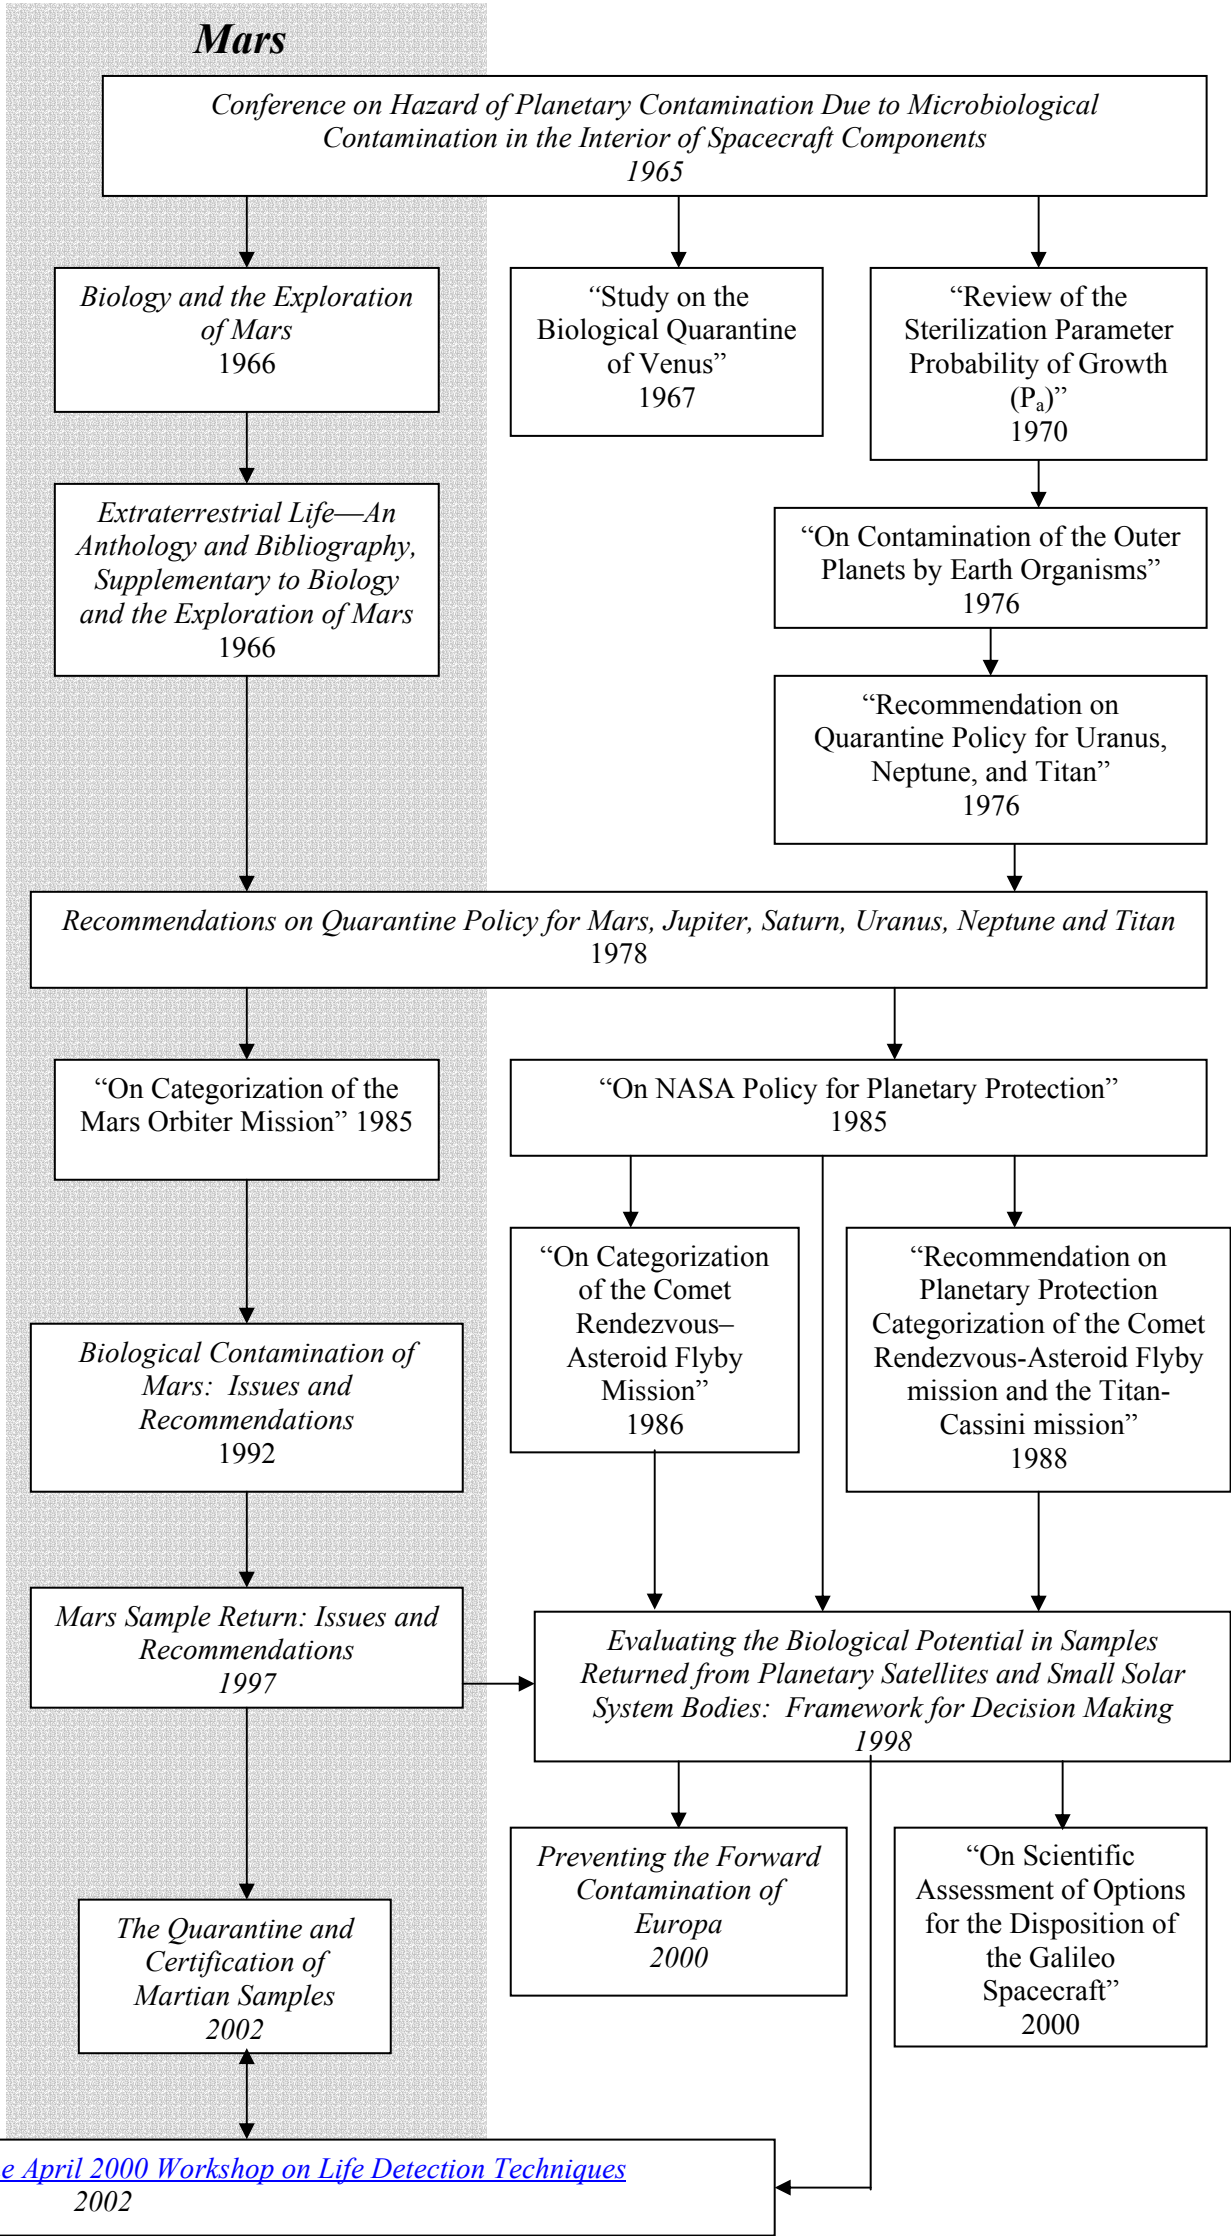 Mars
Conference on Hazard of Planetary Contamination Due to Microbiological
Contamination in the Interior of Spacecraft Components
1965
Biology and the Exploration
of Mars
1966
“Study on the
Biological Quarantine
of Venus”
1967
“Review of the
Sterilization Parameter
Probability of Growth
(Pa)”
1970
Extraterrestrial Life—An
Anthology and Bibliography,
Supplementary to Biology
and the Exploration of Mars
1966
“On Contamination of the Outer
Planets by Earth Organisms”
1976
“Recommendation on
Quarantine Policy for Uranus,
Neptune, and Titan”
1976
Recommendations on Quarantine Policy for Mars, Jupiter, Saturn, Uranus, Neptune and Titan
1978
“On Categorization of the
Mars Orbiter Mission” 1985
“On NASA Policy for Planetary Protection”
1985
“On Categorization
of the Comet
Rendezvous–
Asteroid Flyby
Mission”
1986
“Recommendation on
Planetary Protection
Categorization of the Comet
Rendezvous-Asteroid Flyby
mission and the Titan-
Cassini mission”
1988
Biological Contamination of
Mars: Issues and
Recommendations
1992
Mars Sample Return: Issues and
Recommendations
1997
Evaluating the Biological Potential in Samples
Returned from Planetary Satellites and Small Solar
System Bodies: Framework for Decision Making
1998
Preventing the Forward
Contamination of
Europa
2000
“On Scientific
Assessment of Options
for the Disposition of
the Galileo
Spacecraft”
2000
The Quarantine and
Certification of
Martian Samples
2002
e April 2000 Workshop on Life Detection Techniques
2002